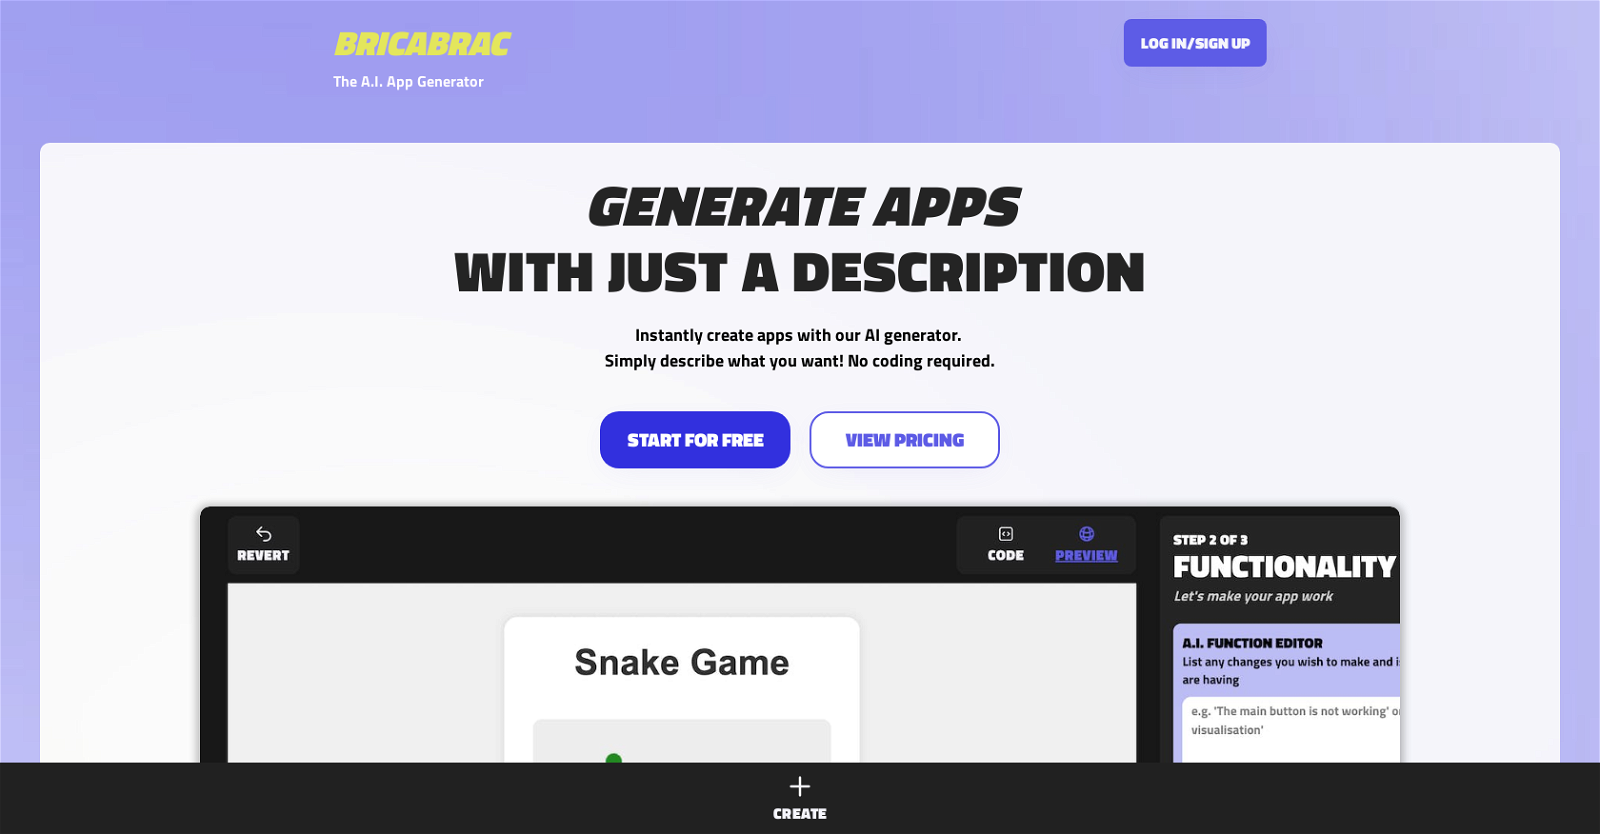 BRICABRAC
The A.I. App Generator
LOG IN/SIGN UP
GENERATE APPS
WITH JUST A DESCRIPTION
Instantly create apps with our AI generator.
Simply describe what you want! No coding required.
START FOR FREE
VIEW PRICING
REVERT
CODE
PREVIEW
STEP 2 OF 3
FUNCTIONALITY
Let's make your app work
A.I. FUNCTION EDITOR
List any changes you wish to make and
are having
e.g. 'The main button is not working'
visualisation'
Snake Game
CREATE